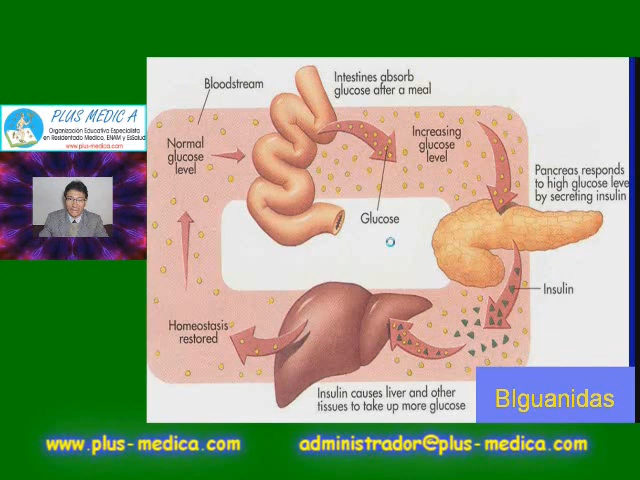 PLUS MEDIC A
Organización Educativa Especialista
en Residentado Medico, ENAM y EsSalud
www.plus-medica.com
Bloodstream
Intestines absorb
glucose after a meal
Normal
glucose
level
Increasing
glucose
level
Pancreas responds
to high glucose leve
by secreting insulin
Glucose
Insulin
Homeostasis
restored
Insulin causes liver and other
tissues to take up more glucose
BIguanidas
www.plus-medica.com
administrador@plus-medica.com